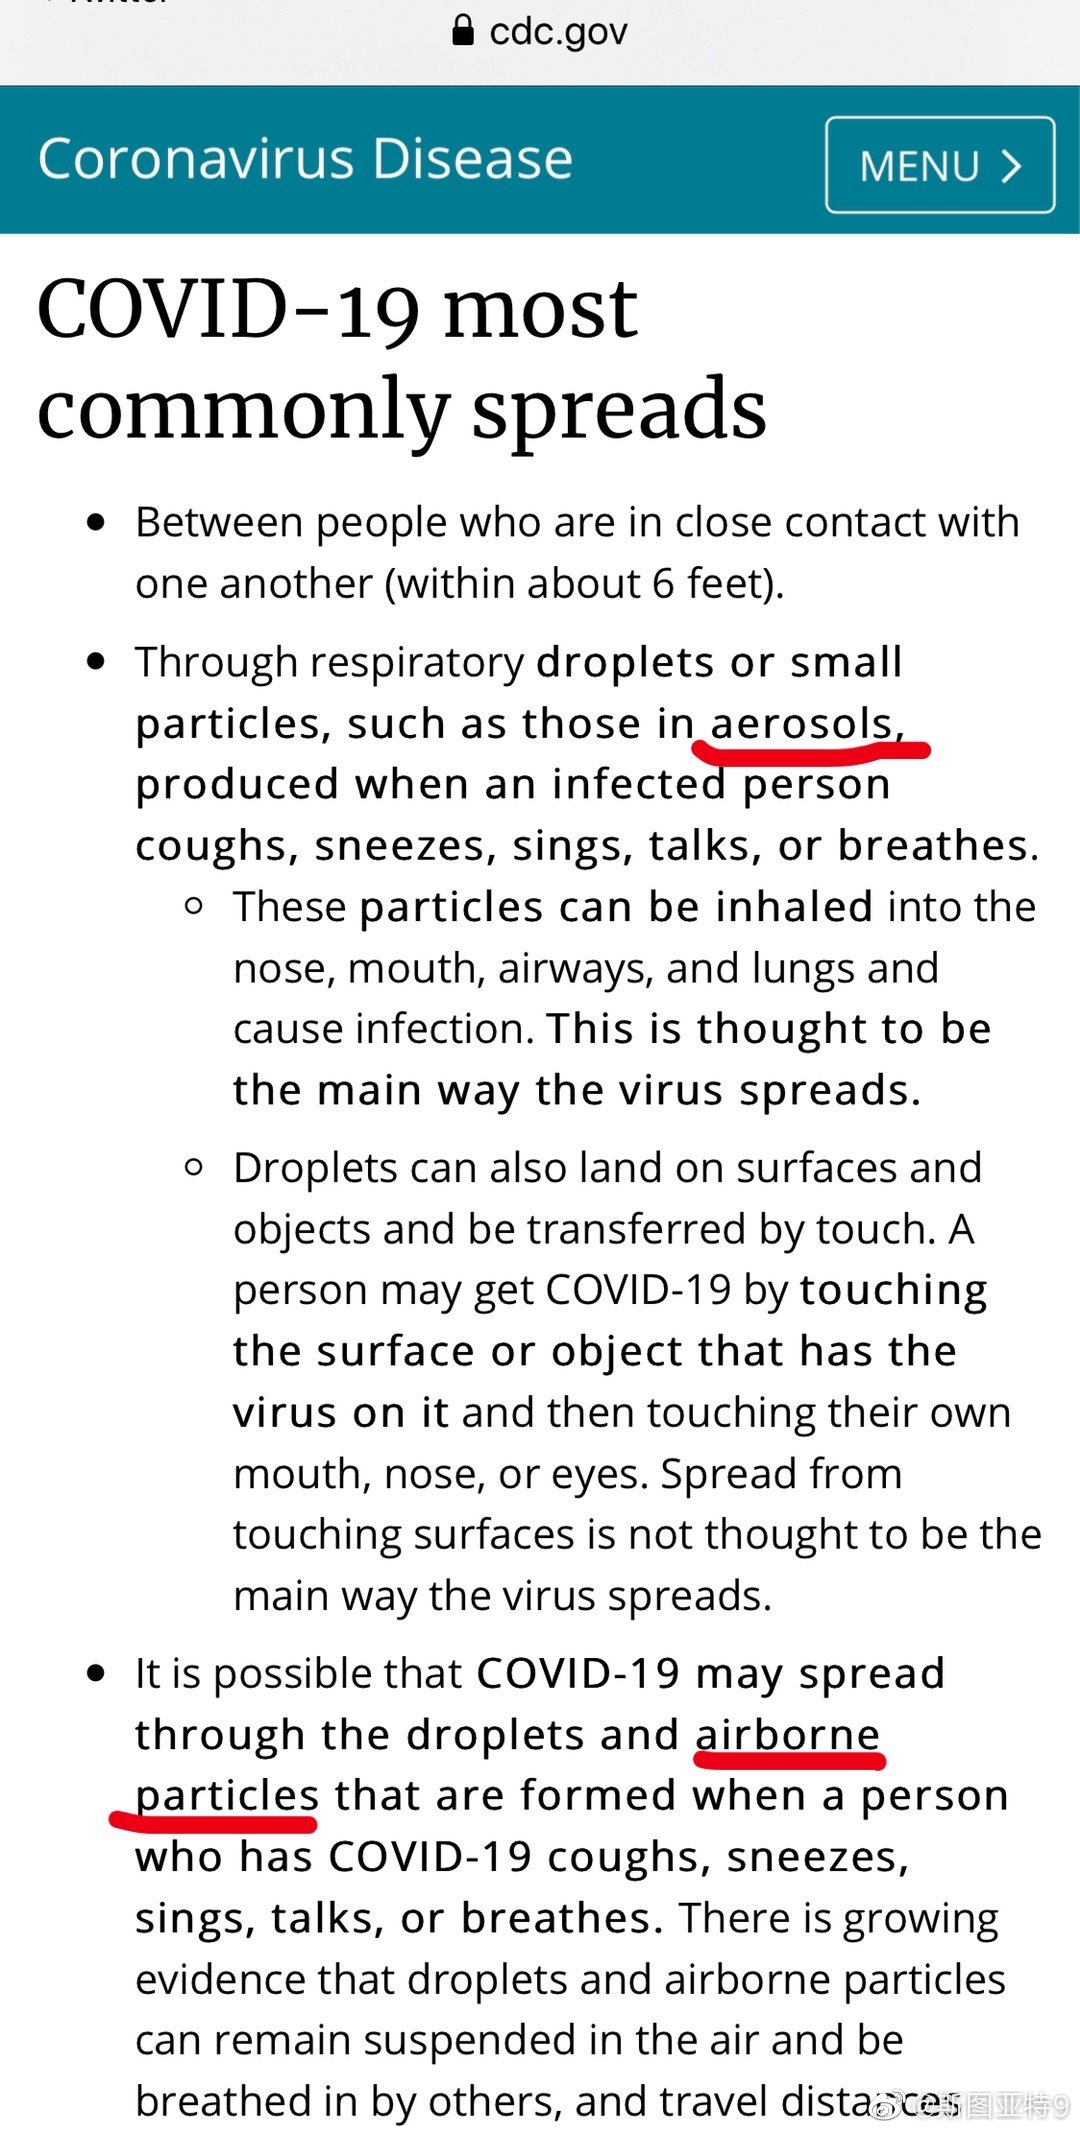 cdc.gov
Coronavirus Disease
MENU
COVID-19 most
commonly spreads
Between people who are in close contact with
one another (within about 6 feet).
Through respiratory droplets or small
particles, such as those in aerosols,
produced when an infected person
coughs, sneezes, sings, talks, or breathes.
These particles can be inhaled into the
nose, mouth, airways, and lungs and
cause infection. This is thought to be
the main way the virus spreads.
Droplets can also land on surfaces and
objects and be transferred by touch. A
person may get COVID-19 by touching
the surface or object that has the
virus on it and then touching their own
mouth, nose, or eyes. Spread from
touching surfaces is not thought to be the
main way the virus spreads.
It is possible that COVID-19 may spread
through the droplets and airborne
particles that are formed when a person
who has COVID-19 coughs, sneezes,
sings, talks, or breathes. There is growing
evidence that droplets and airborne particles
can remain suspended in the air and be
breathed in by others, and travel distances
@斯图亚特9